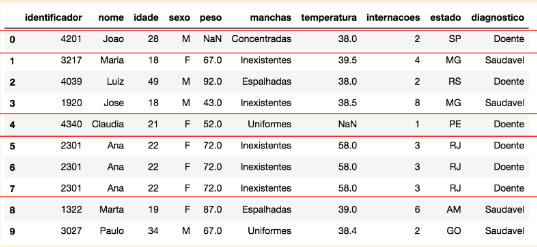 identificador nome idade sexo peso manchas temperatura internacoes estado diagnostico
0 4201 Joao 28 M NaN Concentradas 38.0 2 SP Doente
1 3217 Maria 18 F 67.0 Inexistentes 39.5 4 MG Saudavel
2 4039 Luiz 49 M 92.0 Espalhadas 38.0 2 RS Doente
3 1920 Jose 18 M 43.0 Inexistentes 38.5 8 MG Saudavel
4 4340 Claudia 21 F 52.0 Uniformes NaN 1 PE Doente
5 2301 Ana 22 F 72.0 Inexistentes 58.0 3 RJ Doente
6 2301 Ana 22 F 72.0 Inexistentes 58.0 3 RJ Doente
7 2301 Ana 22 F 72.0 Inexistentes 58.0 3 RJ Doente
8 1322 Marta 19 F 87.0 Espalhadas 39.0 6 AM Saudavel
9 3027 Paulo 34 M 67.0 Uniformes 38.4 2 GO Saudavel